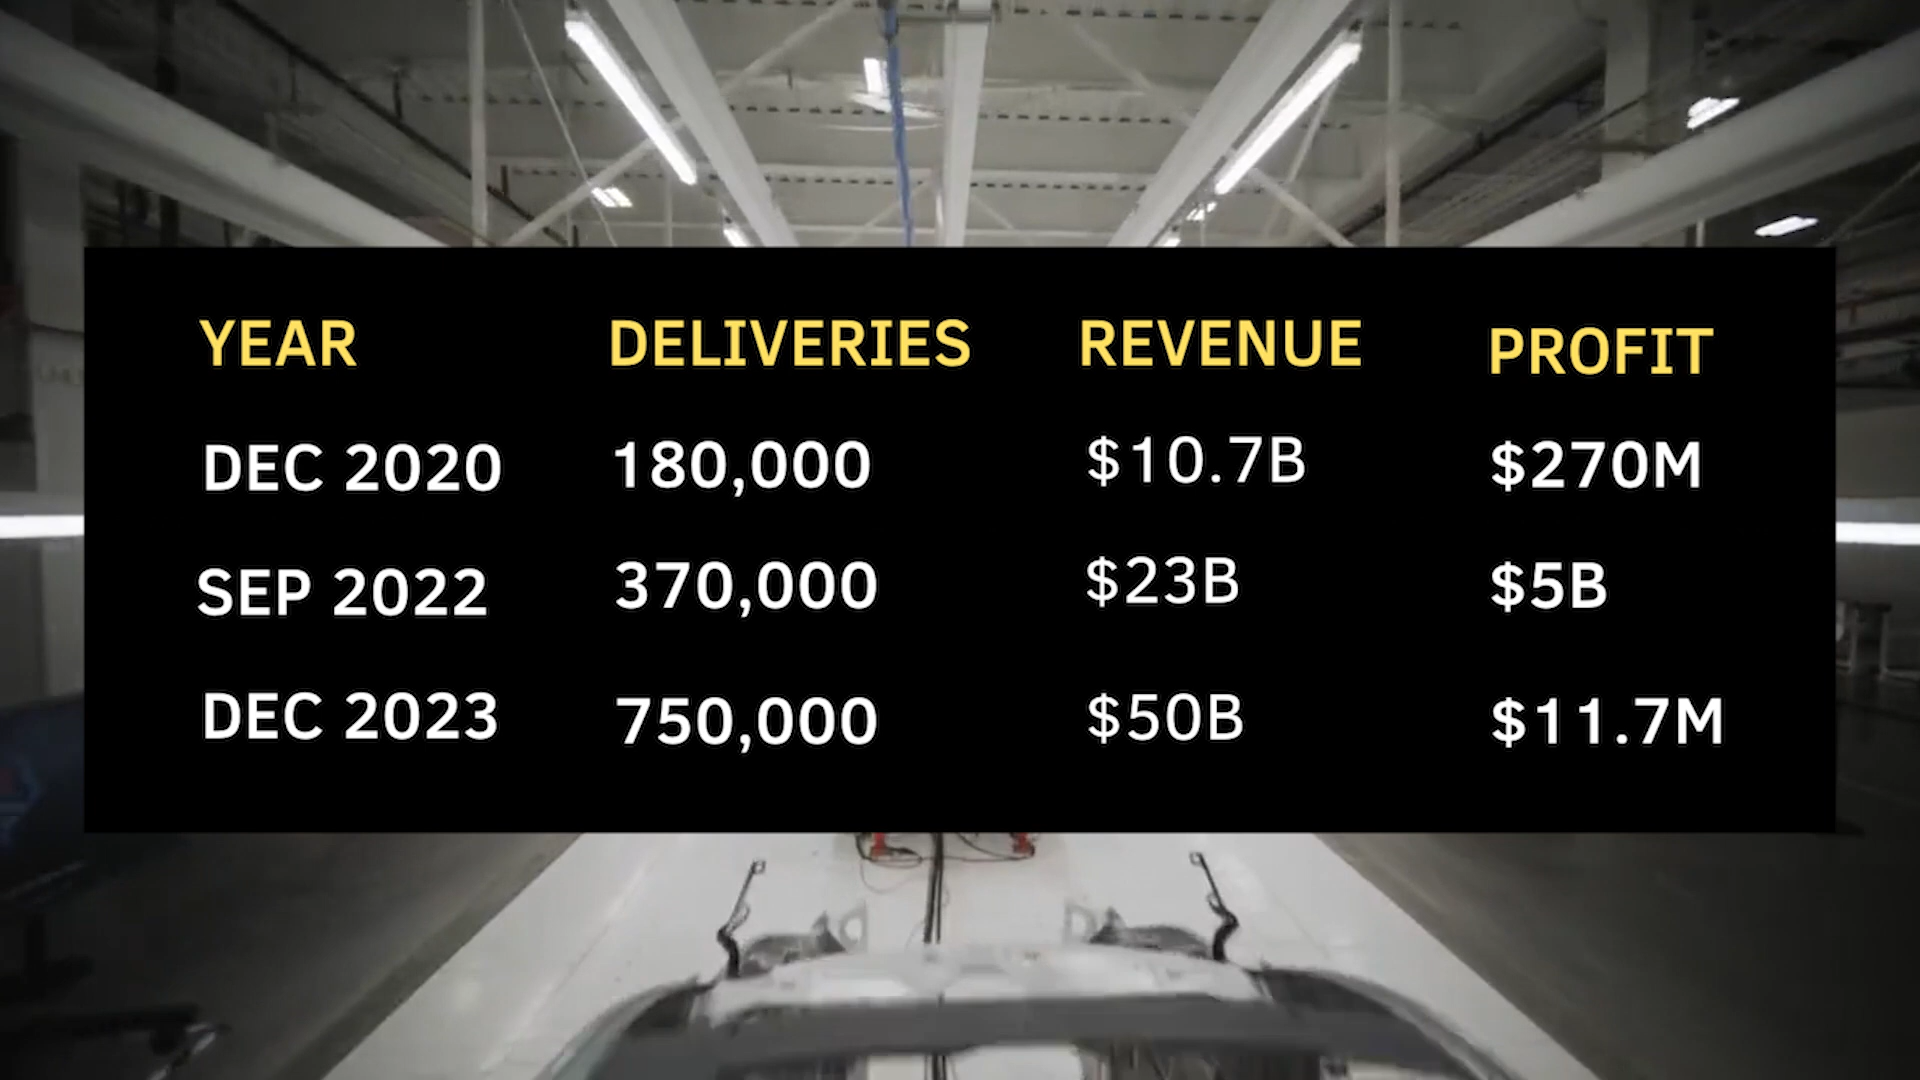 YEAR DELIVERIES REVENUE PROFIT
DEC 2020 180,000 $10.7B $270M
SEP 2022 370,000 $23B $5B
DEC 2023 750,000 $50B $11.7M